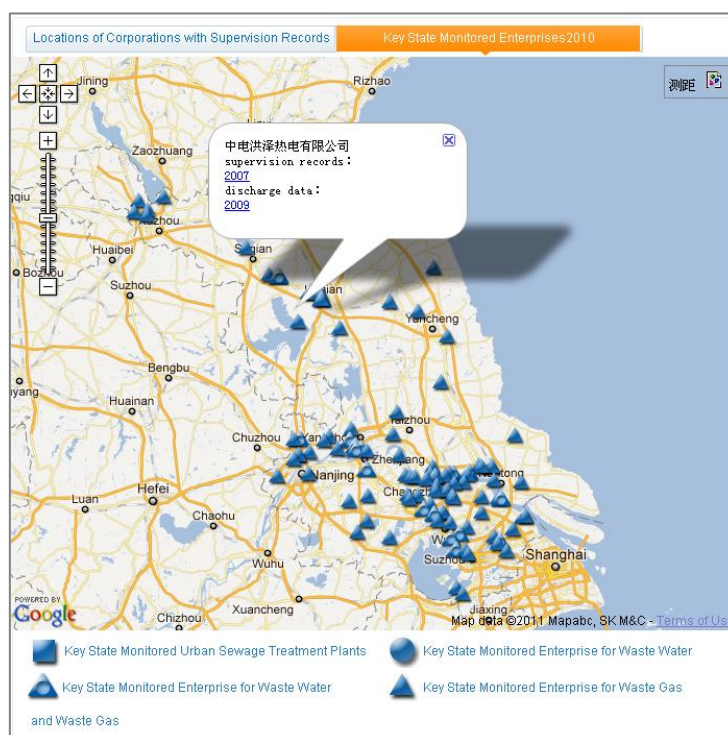 Locations of Corporations with Supervision Records
Key State Monitored Enterprises2010
测距
Jining
Rizhao
中电洪泽热电有限公司
supervision records:
2007
discharge data:
2009
Zaozhuang
Huaibei
Suzhou
Yancheng
Bengbu
Huainan
Chuzhou
Zhenjiang
Nanjing
Luan
Hefei
Chaohu
Wuhu
Shanghai
Xuancheng
Chizhou
Jiaxing
POWERED BY
Google
Map data ©2011 Mapabc, SK M&C - Terms of Us
Key State Monitored Urban Sewage Treatment Plants
Key State Monitored Enterprise for Waste Water
Key State Monitored Enterprise for Waste Water
and Waste Gas
Key State Monitored Enterprise for Waste Gas